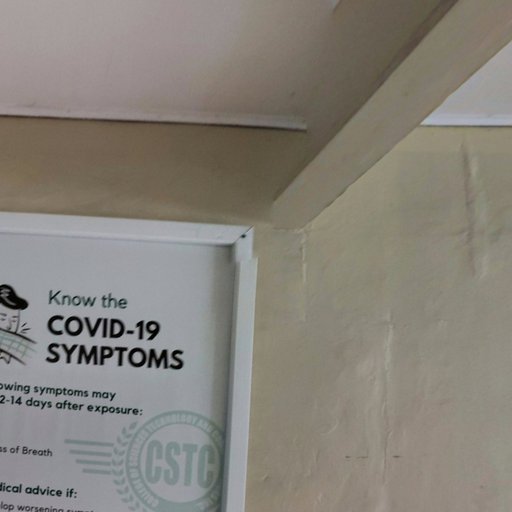 Know the
COVID-19
SYMPTOMS
owing symptoms may
2-14 days after exposure:
ss of Breath
CSTC
dical advice if: